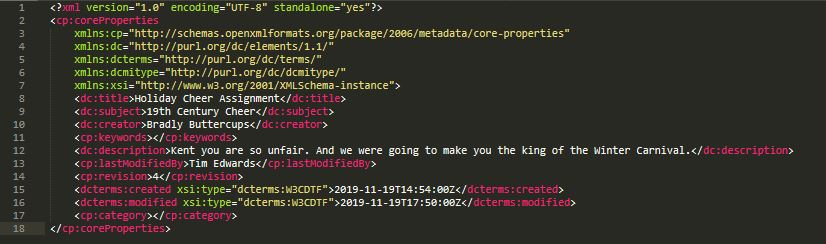 1 <?xml version="1.0" encoding="UTF-8" standalone="yes"?>
2 <cp:coreProperties
3 xmlns:cp="http://schemas.openxmlformats.org/package/2006/metadata/core-properties"
4 xmlns:dc="http://purl.org/dc/elements/1.1/"
5 xmlns:dcterms="http://purl.org/dc/terms/"
6 xmlns:dcmitype="http://purl.org/dc/dcmitype/"
7 xmlns:xsi="http://www.w3.org/2001/XMLSchema-instance">
8 <dc:title>Holiday Cheer Assignment</dc:title>
9 <dc:subject>19th Century Cheer</dc:subject>
10 <dc:creator>Bradly Buttercups</dc:creator>
11 <cp:keywords></cp:keywords>
12 <dc:description>Kent you are so unfair. And we were going to make you the king of the Winter Carnival.</dc:description>
13 <cp:lastModifiedBy>Tim Edwards</cp:lastModifiedBy>
14 <cp:revision>4</cp:revision>
15 <dcterms:created xsi:type="dcterms:W3CDTF">2019-11-19T14:54:00Z</dcterms:created>
16 <dcterms:modified xsi:type="dcterms:W3CDTF">2019-11-19T17:50:00Z</dcterms:modified>
17 <cp:category></cp:category>
18 </cp:coreProperties>